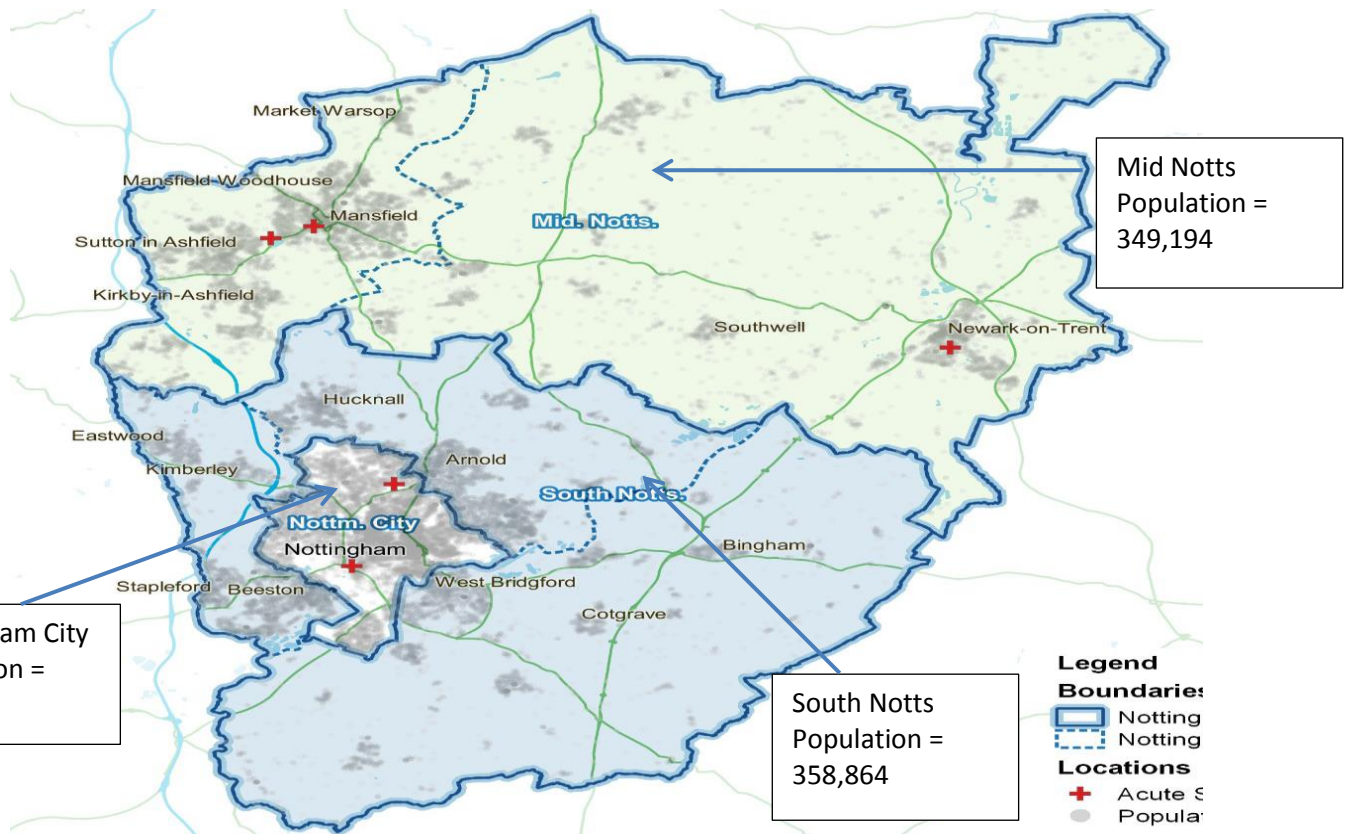 Market Warsop
Mansfield Woodhouse
Mansfield
Mid. Notts.
Sutton in Ashfield
Kirkby-in-Ashfield
Southwell
Newark-on-Trent
Mid Notts
Population =
349,194
Hucknall
Eastwood
Kimberley
Arnold
South Notts.
Nottm. City
Nottingham
Bingham
Stapleford
Beeston
West Bridgford
Cotgrave
am City
on =
South Notts
Population =
358,864
Legend
Boundaries
Notting
Notting
Locations
Acute S
Popula